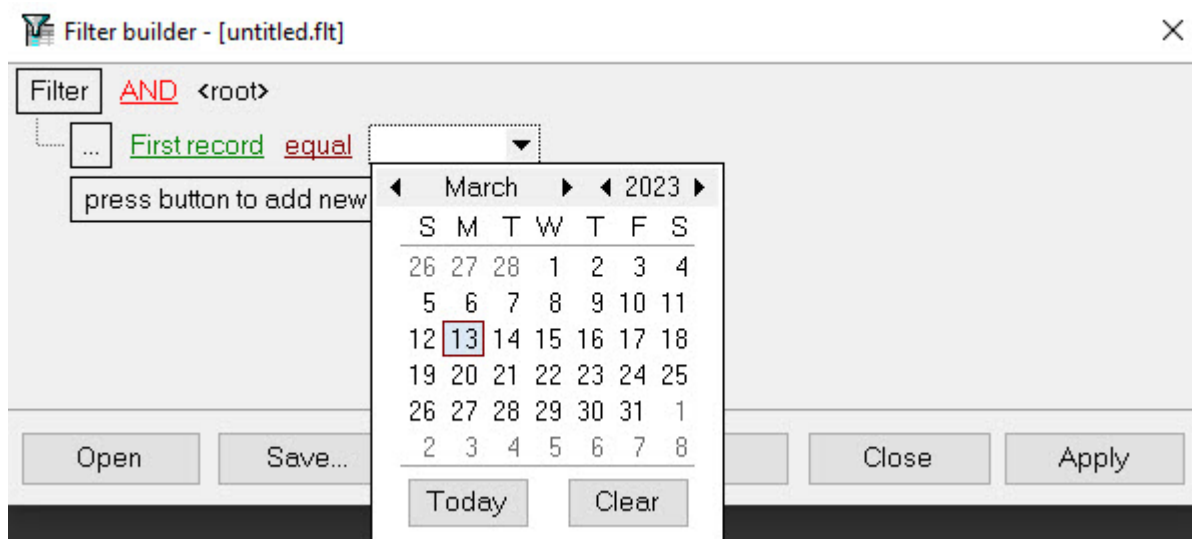 Filter builder - [untitled.flt]
Filter AND <root>
... First record equal
press button to add new
March 2023
S M T W T F S
26 27 28 1 2 3 4
5 6 7 8 9 10 11
12 13 14 15 16 17 18
19 20 21 22 23 24 25
26 27 28 29 30 31 1
2 3 4 5 6 7 8
Open Save... Close Apply
Today Clear